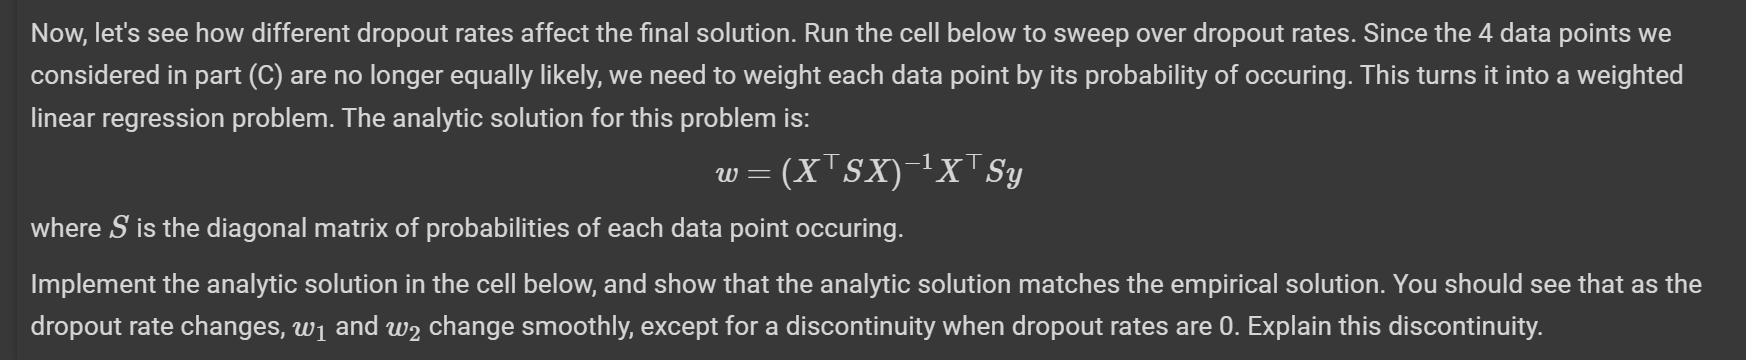 Now, let's see how different dropout rates affect the final solution. Run the cell below to sweep over dropout rates. Since the 4 data points we
considered in part (C) are no longer equally likely, we need to weight each data point by its probability of occuring. This turns it into a weighted
linear regression problem. The analytic solution for this problem is:
w = (X⊤SX)⁻¹X⊤Sy
where S is the diagonal matrix of probabilities of each data point occuring.
Implement the analytic solution in the cell below, and show that the analytic solution matches the empirical solution. You should see that as the
dropout rate changes, w₁ and w₂ change smoothly, except for a discontinuity when dropout rates are 0. Explain this discontinuity.